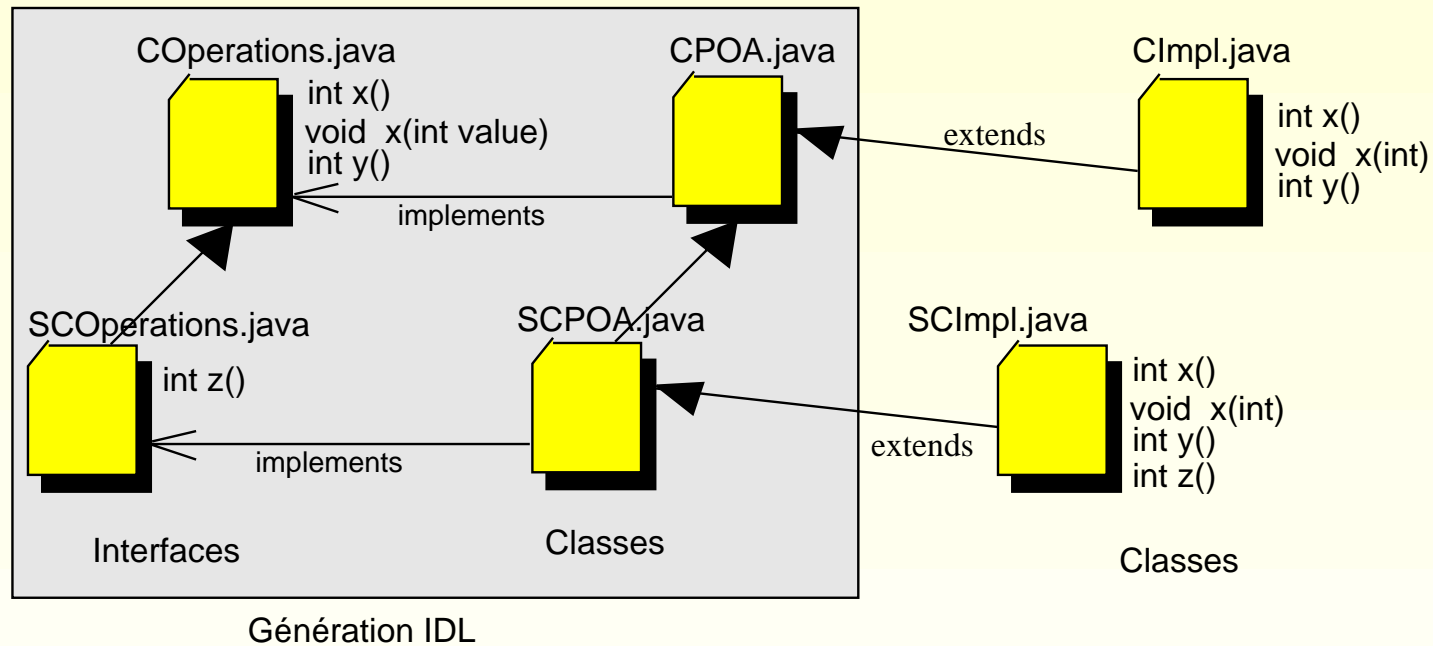 COperations.java
int x()
void x(int value)
int y()
CPOA.java
CImpl.java
int x()
void x(int)
int y()
extends
implements
SCOperations.java
int z()
SCPOA.java
SCImpl.java
int x()
void x(int)
int y()
int z()
extends
implements
Interfaces
Classes
Classes
Génération IDL